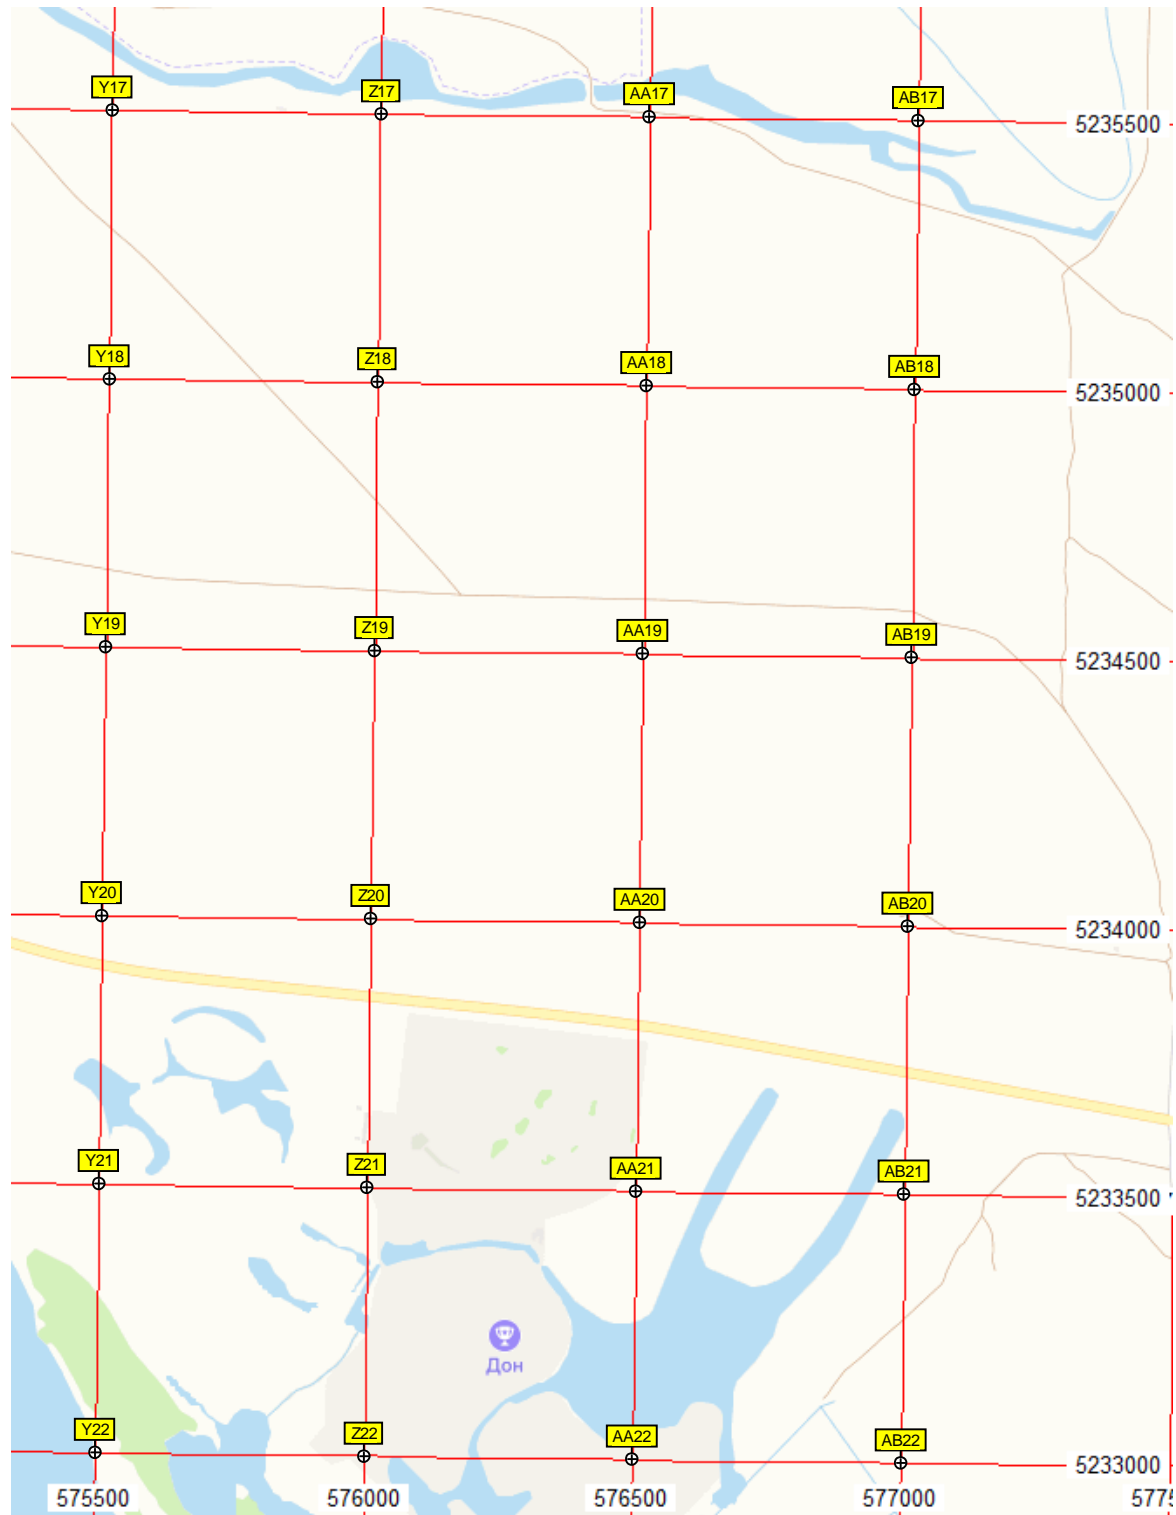 Y17 Z17 AA17 AB17
5235500
Y18 Z18 AA18 AB18
5235000
Y19 Z19 AA19 AB19
5234500
Y20 Z20 AA20 AB20
5234000
Y21 Z21 AA21 AB21
5233500
Дон
Y22 Z22 AA22 AB22
5233000
575500 576000 576500 577000